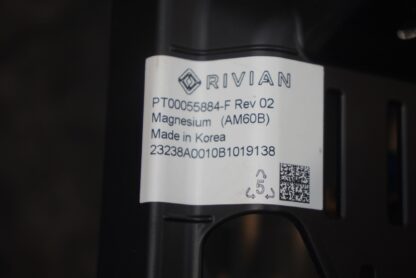 RIVIAN
PT00055884-F Rev 02
Magnesium (AM60B)
Made in Korea
23238A0010B1019138
5